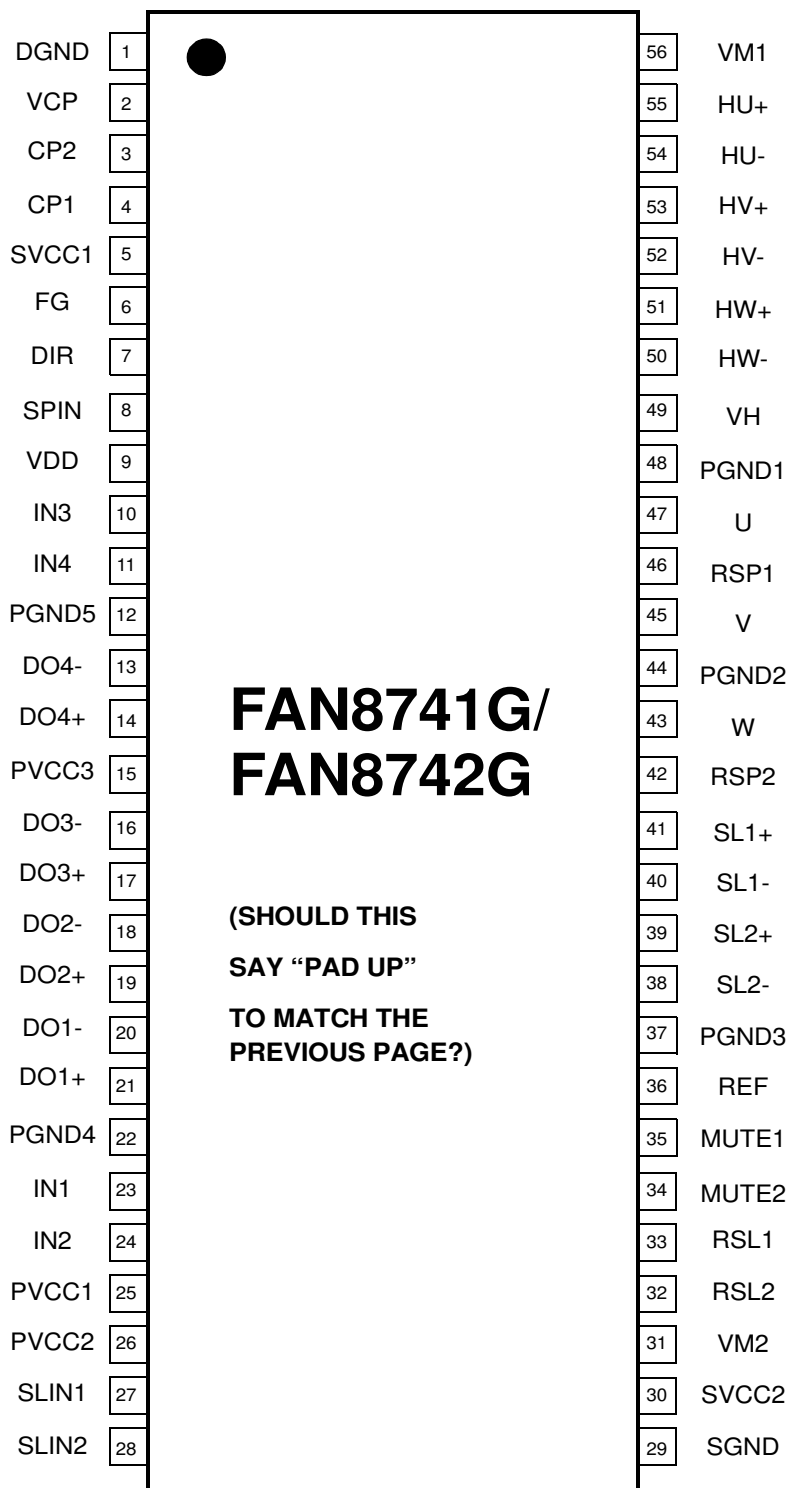 DGND 1 56 VM1
VCP 2 55 HU+
CP2 3 54 HU-
CP1 4 53 HV+
SVCC1 5 52 HV-
FG 6 51 HW+
DIR 7 50 HW-
SPIN 8 49 VH
VDD 9 48 PGND1
IN3 10 47 U
IN4 11 46 RSP1
PGND5 12 45 V
DO4- 13 44 PGND2
DO4+ 14 FAN8741G/ 43 W
PVCC3 15 FAN8742G 42 RSP2
DO3- 16 41 SL1+
DO3+ 17 40 SL1-
DO2- 18 (SHOULD THIS 39 SL2+
DO2+ 19 SAY “PAD UP” 38 SL2-
DO1- 20 TO MATCH THE 37 PGND3
PREVIOUS PAGE?)
DO1+ 21 36 REF
PGND4 22 35 MUTE1
IN1 23 34 MUTE2
IN2 24 33 RSL1
PVCC1 25 32 RSL2
PVCC2 26 31 VM2
SLIN1 27 30 SVCC2
SLIN2 28 29 SGND